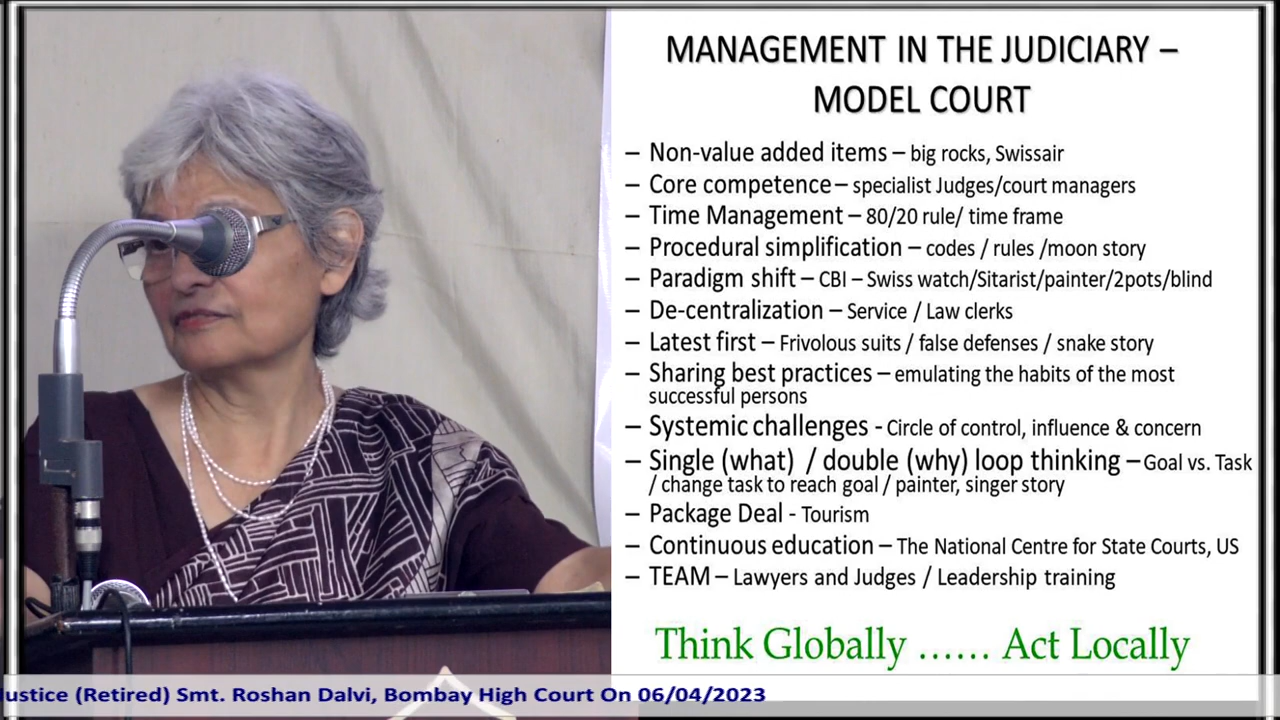 MANAGEMENT IN THE JUDICIARY –
MODEL COURT
– Non-value added items – big rocks, Swissair
– Core competence – specialist Judges/court managers
– Time Management – 80/20 rule/ time frame
– Procedural simplification – codes / rules /moon story
– Paradigm shift – CBI – Swiss watch/Sitarist/painter/2pots/blind
– De-centralization – Service / Law clerks
– Latest first – Frivolous suits / false defenses / snake story
– Sharing best practices – emulating the habits of the most
successful persons
– Systemic challenges - Circle of control, influence & concern
– Single (what) / double (why) loop thinking – Goal vs. Task
/ change task to reach goal / painter, singer story
– Package Deal - Tourism
– Continuous education – The National Centre for State Courts, US
– TEAM – Lawyers and Judges / Leadership training
Think Globally …… Act Locally
Justice (Retired) Smt. Roshan Dalvi, Bombay High Court On 06/04/2023